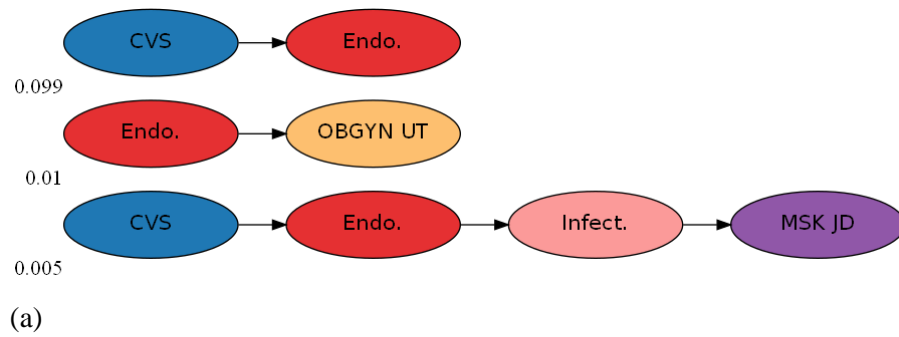 CVS Endo.
0.099
Endo. OBGYN UT
0.01
CVS Endo. Infect. MSK JD
0.005
(a)